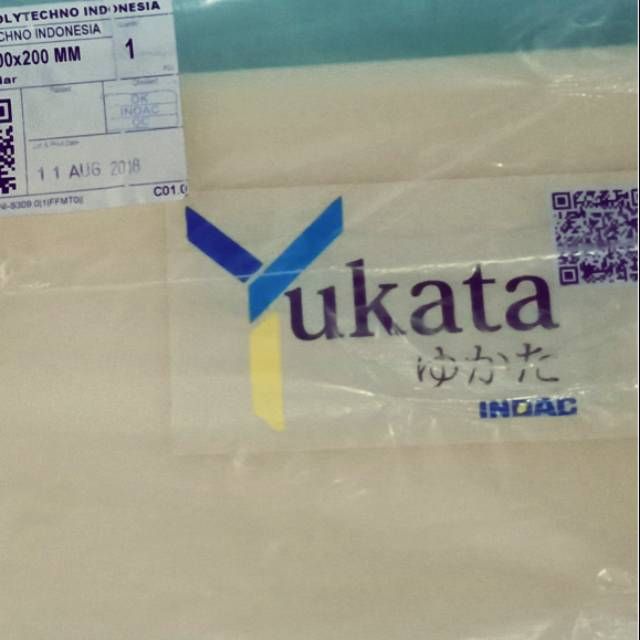 OLYTECHNO INDONESIA
CHNO INDONESIA
00x200 MM
1
OK
INOAC
QC
11 AUG 2018
C01.0
Yukata
ゆかた
INOAC